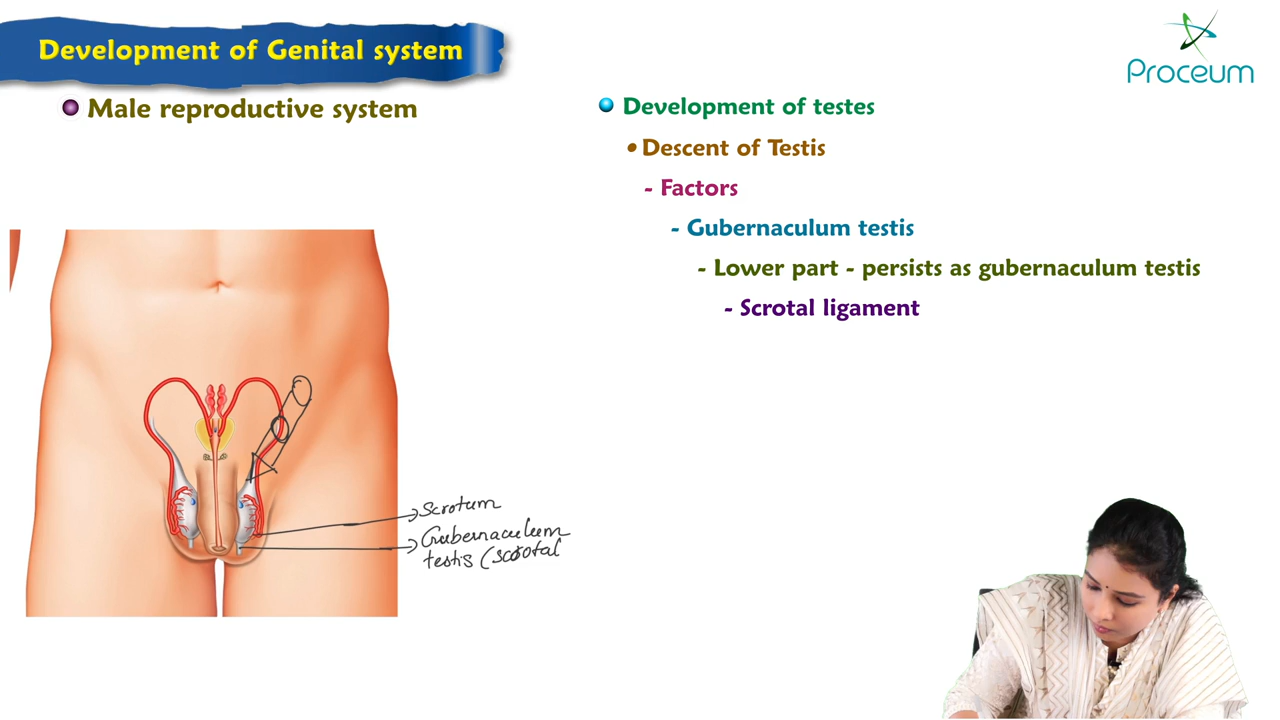 Development of Genital system
Proceum
Male reproductive system
Development of testes
• Descent of Testis
- Factors
- Gubernaculum testis
- Lower part - persists as gubernaculum testis
- Scrotal ligament
Scrotum
Gubernaculum
testis (scrotal